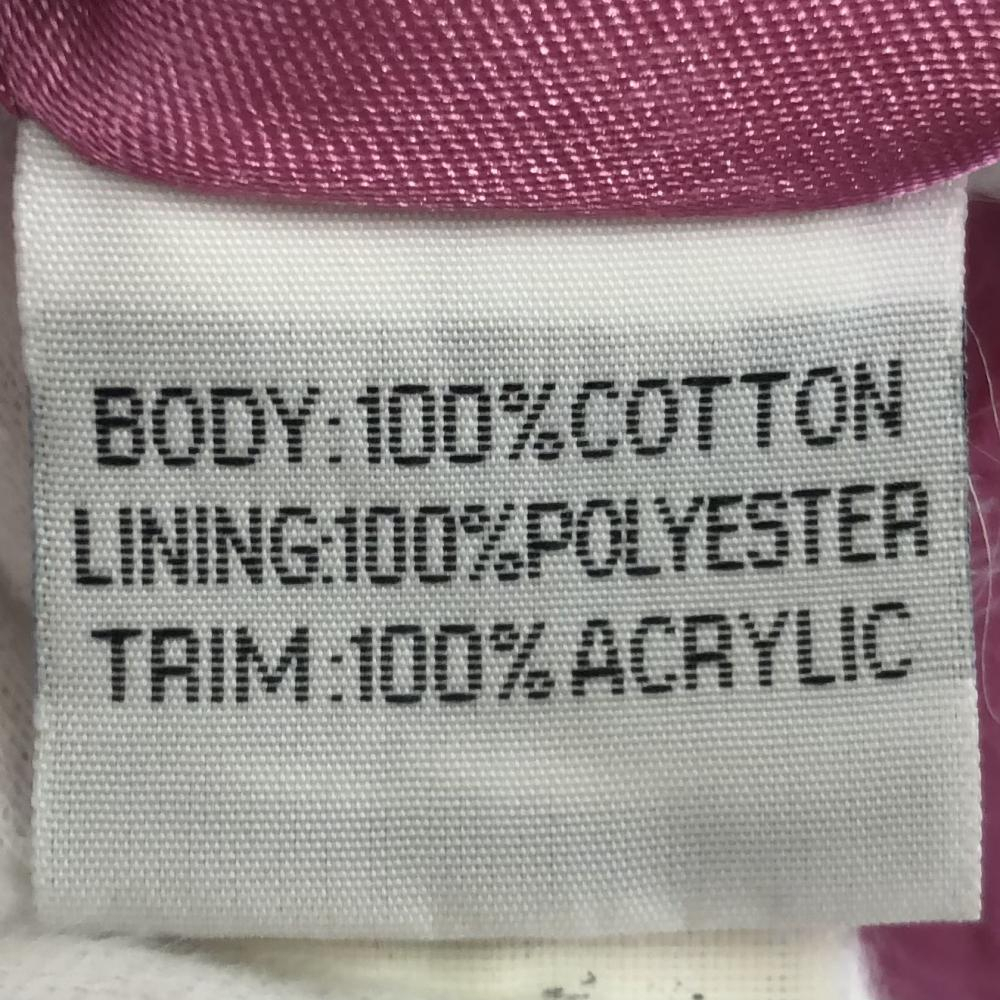 BODY:100%COTTON
LINING:100%POLYESTER
TRIM:100%ACRYLIC